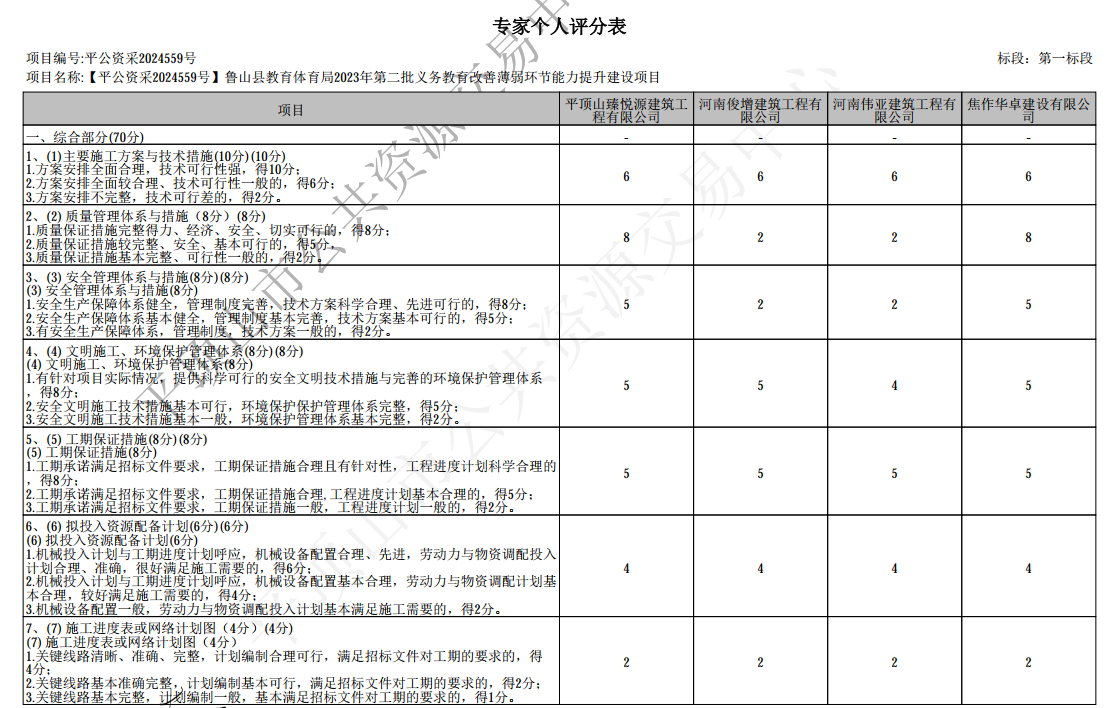 专家个人评分表
项目编号:平公资采2024559号
标段：第一标段
项目名称:【平公资采2024559号】鲁山县教育体育局2023年第二批义务教育改善薄弱环节能力提升建设项目
项目
平顶山臻悦源建筑工
程有限公司
河南俊增建筑工程有
限公司
河南伟亚建筑工程有
限公司
焦作华卓建设有限公
司
一、综合部分(70分)
-
-
-
-
1、(1)主要施工方案与技术措施(10分)(10分)
1.方案安排全面合理，技术可行性强，得10分；
2.方案安排全面较合理、技术可行性一般的，得6分；
3.方案安排不完整，技术可行差的，得2分。
6
6
6
6
2、(2) 质量管理体系与措施（8分）(8分)
1.质量保证措施完整得力、经济、安全、切实可行的，得8分；
2.质量保证措施较完整、安全、基本可行的，得5分，
3.质量保证措施基本完整、可行性一般的，得2分。
8
2
2
8
3、(3) 安全管理体系与措施(8分)(8分)
(3) 安全管理体系与措施(8分)
1.安全生产保障体系健全，管理制度完善，技术方案科学合理、先进可行的，得8分；
2.安全生产保障体系基本健全，管理制度基本完善，技术方案基本可行的，得5分；
3.有安全生产保障体系，管理制度，技术方案一般的，得2分。
5
2
2
5
4、(4) 文明施工、环境保护管理体系(8分)(8分)
(4) 文明施工、环境保护管理体系(8分)
1.有针对项目实际情况，提供科学可行的安全文明技术措施与完善的环境保护管理体系
，得8分；
2.安全文明施工技术措施基本可行，环境保护保护管理体系完整，得5分；
3.安全文明施工技术措施基本一般，环境保护管理体系基本完整，得2分。
5
5
4
5
5、(5) 工期保证措施(8分)(8分)
(5) 工期保证措施(8分)
1.工期承诺满足招标文件要求，工期保证措施合理且有针对性，工程进度计划科学合理的
，得8分；
2.工期承诺满足招标文件要求，工期保证措施合理,工程进度计划基本合理的，得5分；
3.工期承诺满足招标文件要求，工期保证措施一般，工程进度计划一般的，得2分。
5
5
5
5
6、(6) 拟投入资源配备计划(6分)(6分)
(6) 拟投入资源配备计划(6分)
1.机械投入计划与工期进度计划呼应，机械设备配置合理、先进，劳动力与物资调配投入
计划合理、准确，很好满足施工需要的，得6分；
2.机械投入计划与工期进度计划呼应，机械设备配置基本合理，劳动力与物资调配计划基
本合理，较好满足施工需要的，得4分；
3.机械设备配置一般，劳动力与物资调配投入计划基本满足施工需要的，得2分。
4
4
4
4
7、(7) 施工进度表或网络计划图（4分）(4分)
(7) 施工进度表或网络计划图（4分）
1.关键线路清晰、准确、完整，计划编制合理可行，满足招标文件对工期的要求的，得
4分；
2.关键线路基本准确完整，计划编制基本可行，满足招标文件对工期的要求的，得2分；
3.关键线路基本完整，计划编制一般，基本满足招标文件对工期的要求的，得1分。
2
2
2
2
平顶山市公共资源交易中心
平顶山市公共资源交易中心